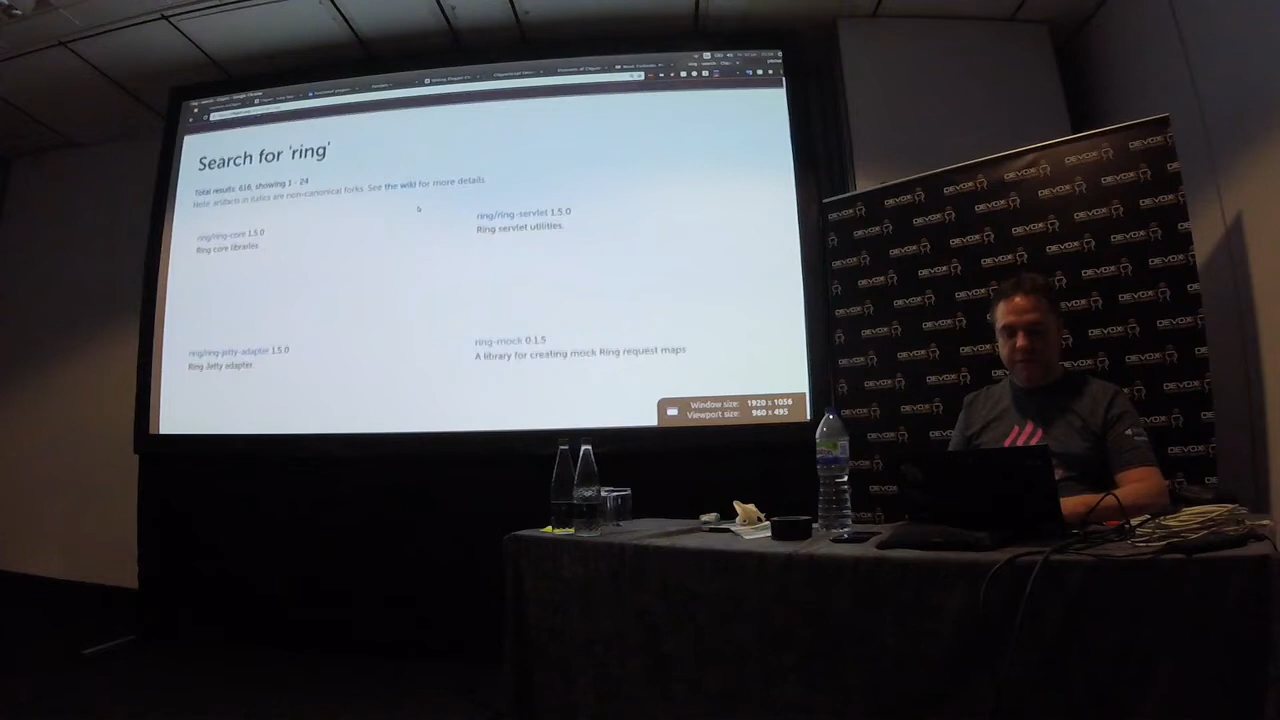 Search for 'ring'
Total results: 616, showing 1 - 24
Note artifacts in italics are non-canonical forks. See the wiki for more details.
ring/ring-core 1.5.0
Ring core libraries.
ring/ring-servlet 1.5.0
Ring servlet utilities.
ring/ring-jetty-adapter 1.5.0
Ring Jetty adapter.
ring-mock 0.1.5
A library for creating mock Ring request maps
Window size: 1920 x 1056
Viewport size: 960 x 495
DEVOXX